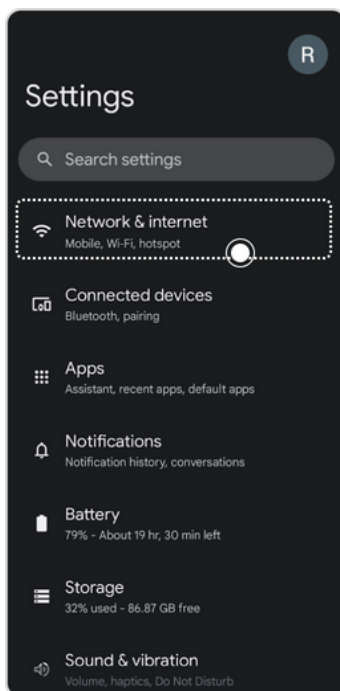 R
Settings
Search settings
Network & internet
Mobile, Wi-Fi, hotspot
Connected devices
Bluetooth, pairing
Apps
Assistant, recent apps, default apps
Notifications
Notification history, conversations
Battery
79% - About 19 hr, 30 min left
Storage
32% used - 86.87 GB free
Sound & vibration
Volume, haptics, Do Not Disturb